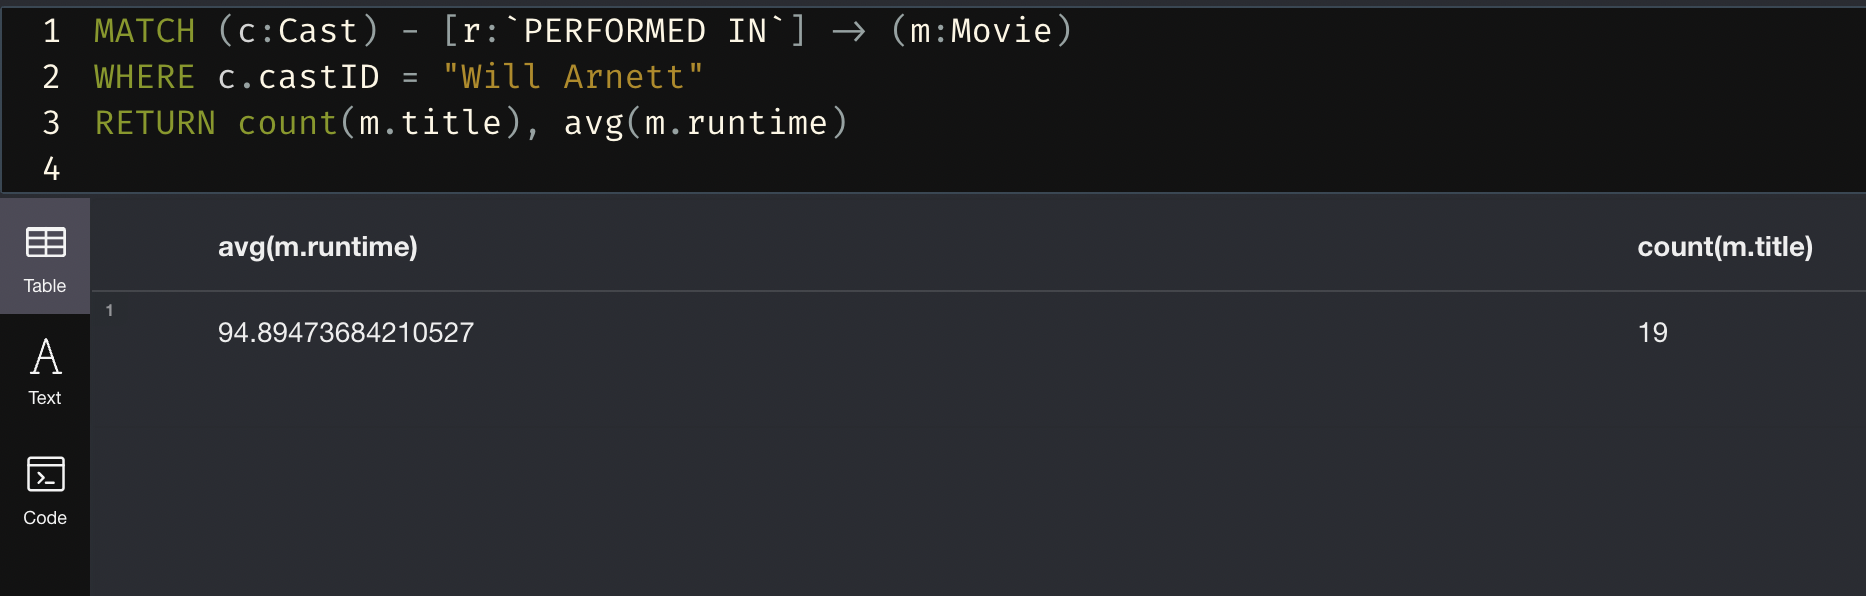 1 MATCH (c:Cast) - [r:`PERFORMED IN`] -> (m:Movie)
2 WHERE c.castID = "Will Arnett"
3 RETURN count(m.title), avg(m.runtime)
4
avg(m.runtime) count(m.title)
Table
1
94.89473684210527 19
Text
Code